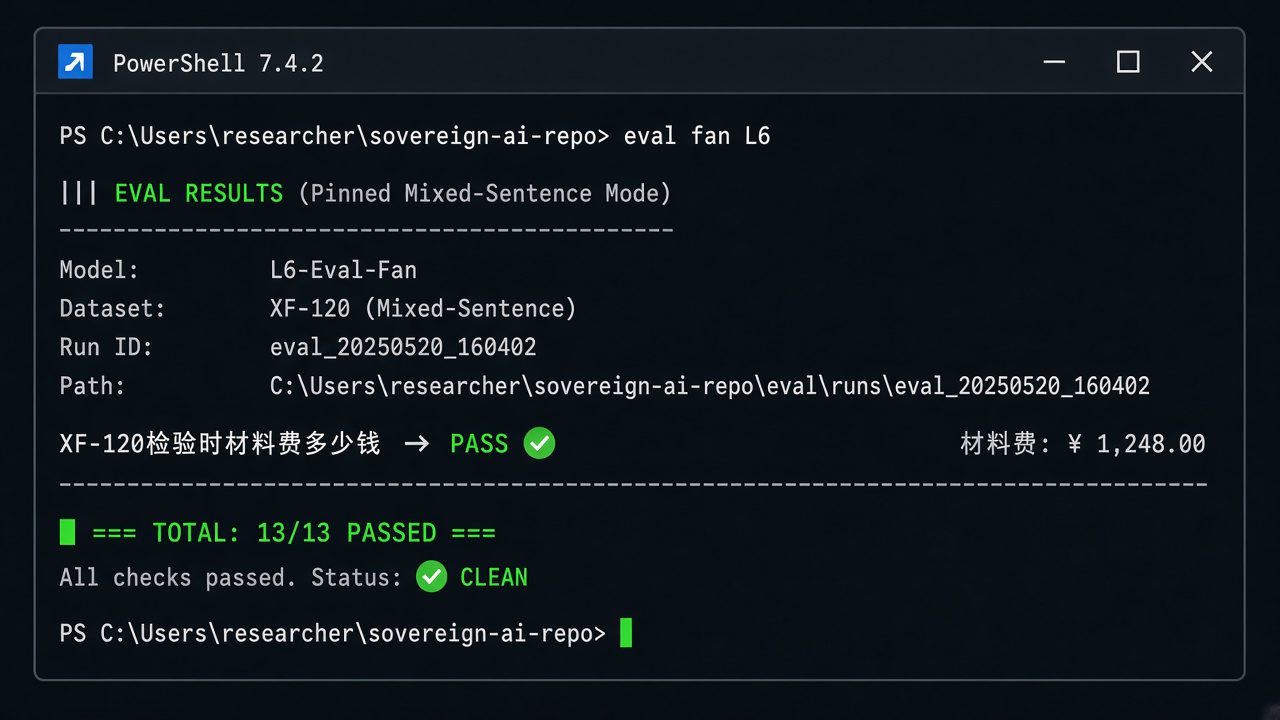 PowerShell 7.4.2
PS C:\Users\researcher\sovereign-ai-repo> eval fan L6
||| EVAL RESULTS (Pinned Mixed-Sentence Mode)
----------------------------------------------
Model: L6-Eval-Fan
Dataset: XF-120 (Mixed-Sentence)
Run ID: eval_20250520_160402
Path: C:\Users\researcher\sovereign-ai-repo\eval\runs\eval_20250520_160402
XF-120检验时材料费多少钱 → PASS ✅ 材料费: ¥ 1,248.00
--------------------------------------------------------------------------------------
█ === TOTAL: 13/13 PASSED ===
All checks passed. Status: ✅ CLEAN
PS C:\Users\researcher\sovereign-ai-repo>